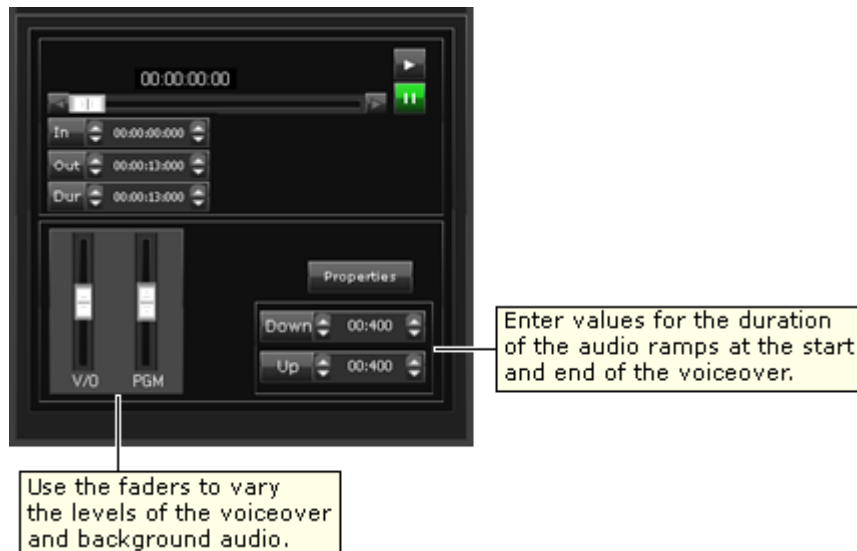 00:00:00:00
In 00:00:00:000
Out 00:00:13:000
Dur 00:00:13:000
Properties
Down 00:400
Up 00:400
V/O PGM
Enter values for the duration
of the audio ramps at the start
and end of the voiceover.
Use the faders to vary
the levels of the voiceover
and background audio.